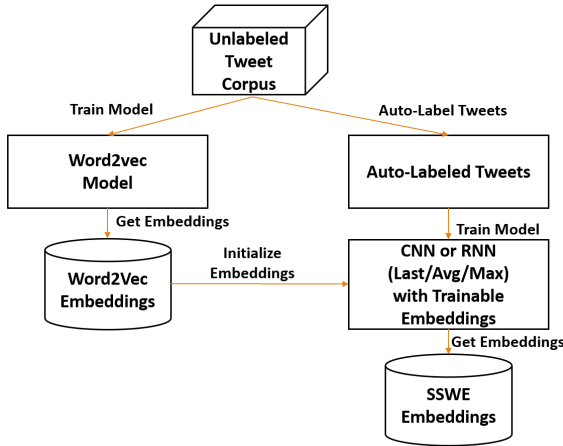 Unlabeled
Tweet
Corpus
Train Model
Auto-Label Tweets
Word2vec
Model
Auto-Labeled Tweets
Get Embeddings
Train Model
Word2Vec
Embeddings
Initialize
Embeddings
CNN or RNN
(Last/Avg/Max)
with Trainable
Embeddings
Get Embeddings
SSWE
Embeddings